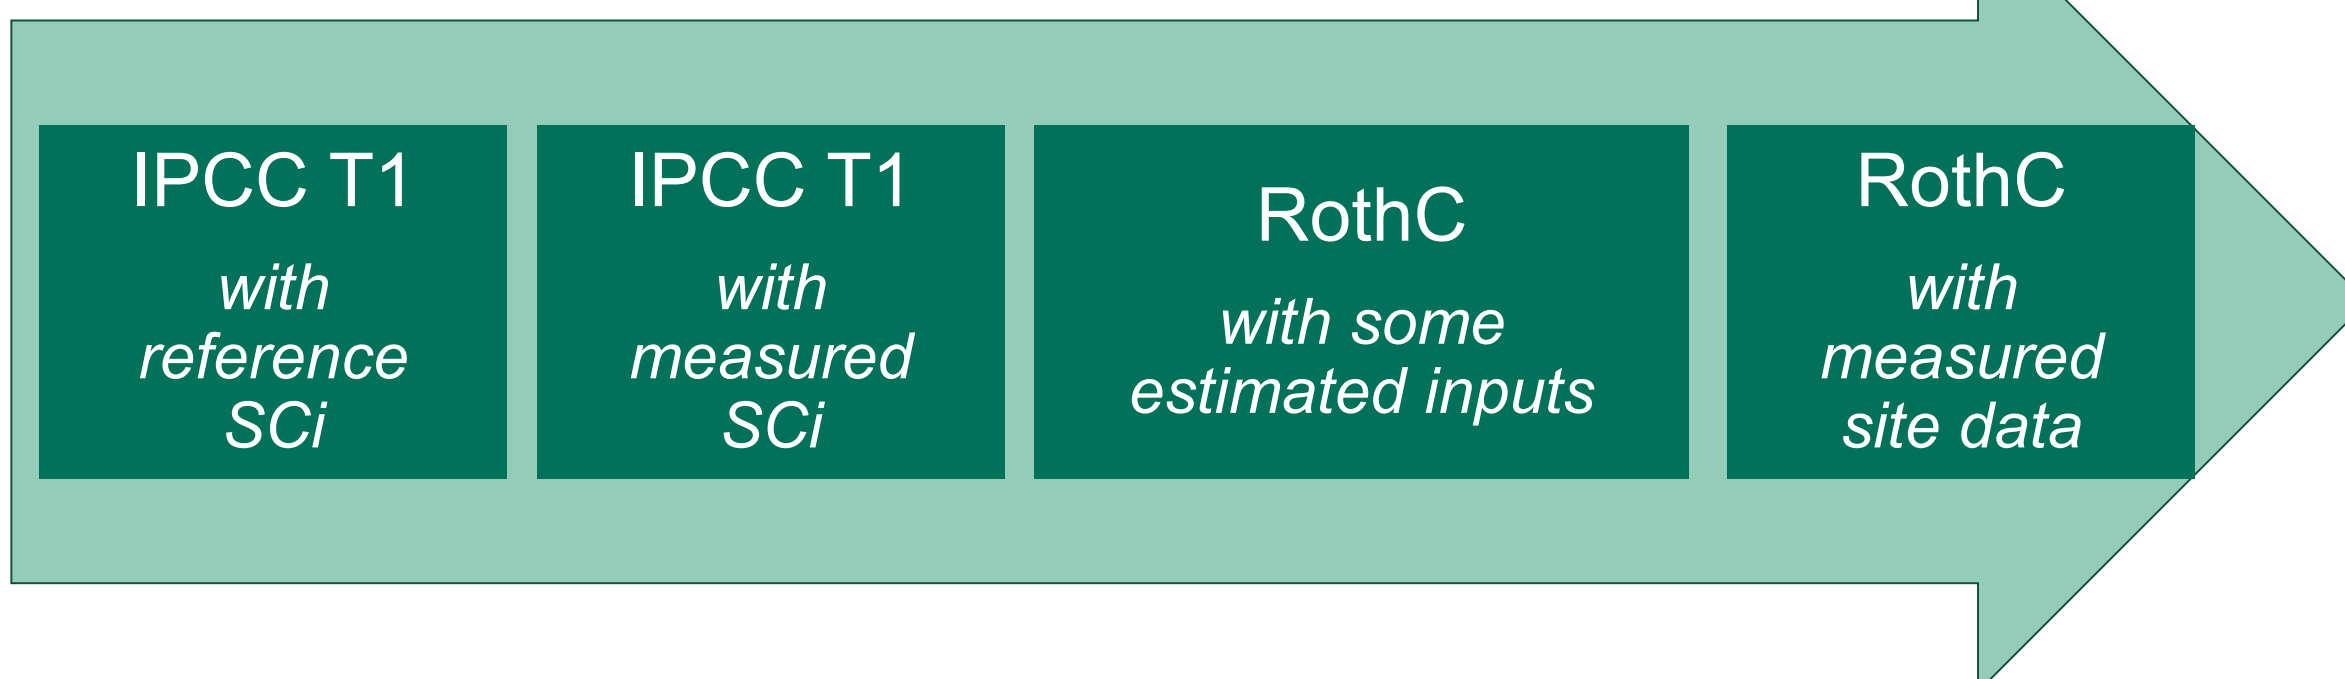 IPCC T1
with
reference
SCi
IPCC T1
with
measured
SCi
RothC
with some
estimated inputs
RothC
with
measured
site data